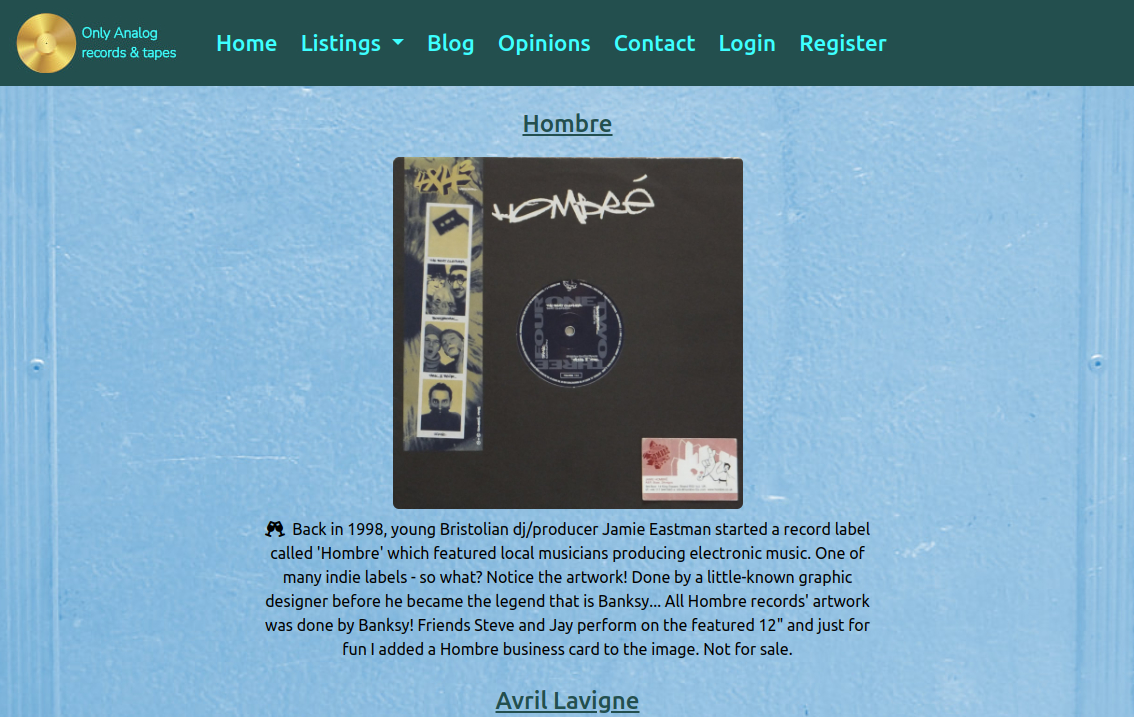 Only Analog
records & tapes
Home Listings Blog Opinions Contact Login Register
Hombre
HOMBRÉ
ONE
TWO
THREE
FOUR
Back in 1998, young Bristolian dj/producer Jamie Eastman started a record label
called 'Hombre' which featured local musicians producing electronic music. One of
many indie labels - so what? Notice the artwork! Done by a little-known graphic
designer before he became the legend that is Banksy... All Hombre records' artwork
was done by Banksy! Friends Steve and Jay perform on the featured 12" and just for
fun I added a Hombre business card to the image. Not for sale.
Avril Lavigne